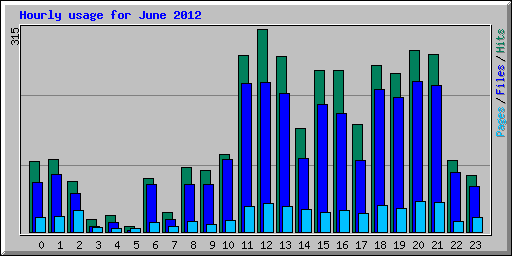 Hourly usage for June 2012
315
Pages / Files / Hits
0 1 2 3 4 5 6 7 8 9 10 11 12 13 14 15 16 17 18 19 20 21 22 23